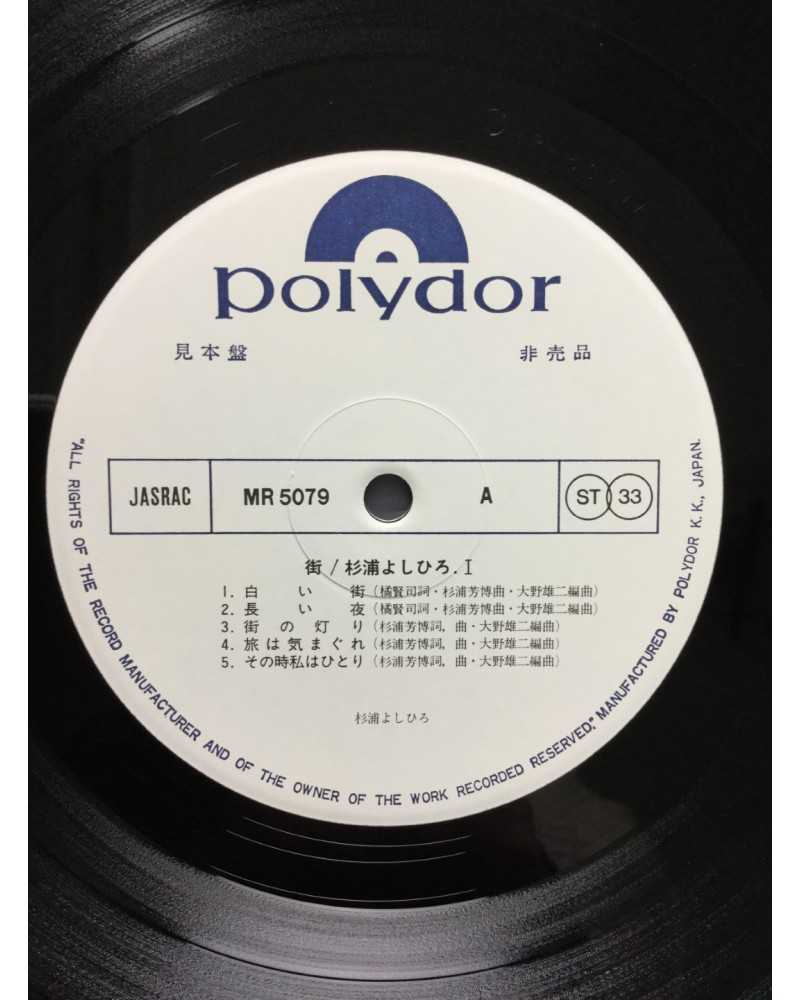 polydor
見本盤 非売品
JASRAC MR 5079 A ST 33
街 / 杉浦よしひろ. I
1. 白い街 (橘賢司詞・杉浦芳博曲・大野雄二編曲)
2. 長い夜 (橘賢司詞・杉浦芳博曲・大野雄二編曲)
3. 街の灯り (杉浦芳博詞, 曲・大野雄二編曲)
4. 旅は気まぐれ (杉浦芳博詞, 曲・大野雄二編曲)
5. その時私はひとり (杉浦芳博詞, 曲・大野雄二編曲)
杉浦よしひろ
"ALL RIGHTS OF THE RECORD MANUFACTURER AND OF THE OWNER OF THE WORK RECORDED RESERVED." MANUFACTURED BY POLYDOR K.K., JAPAN.